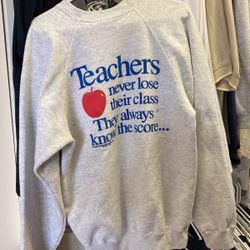 Teachers
never lose
their class
They always
know the score...